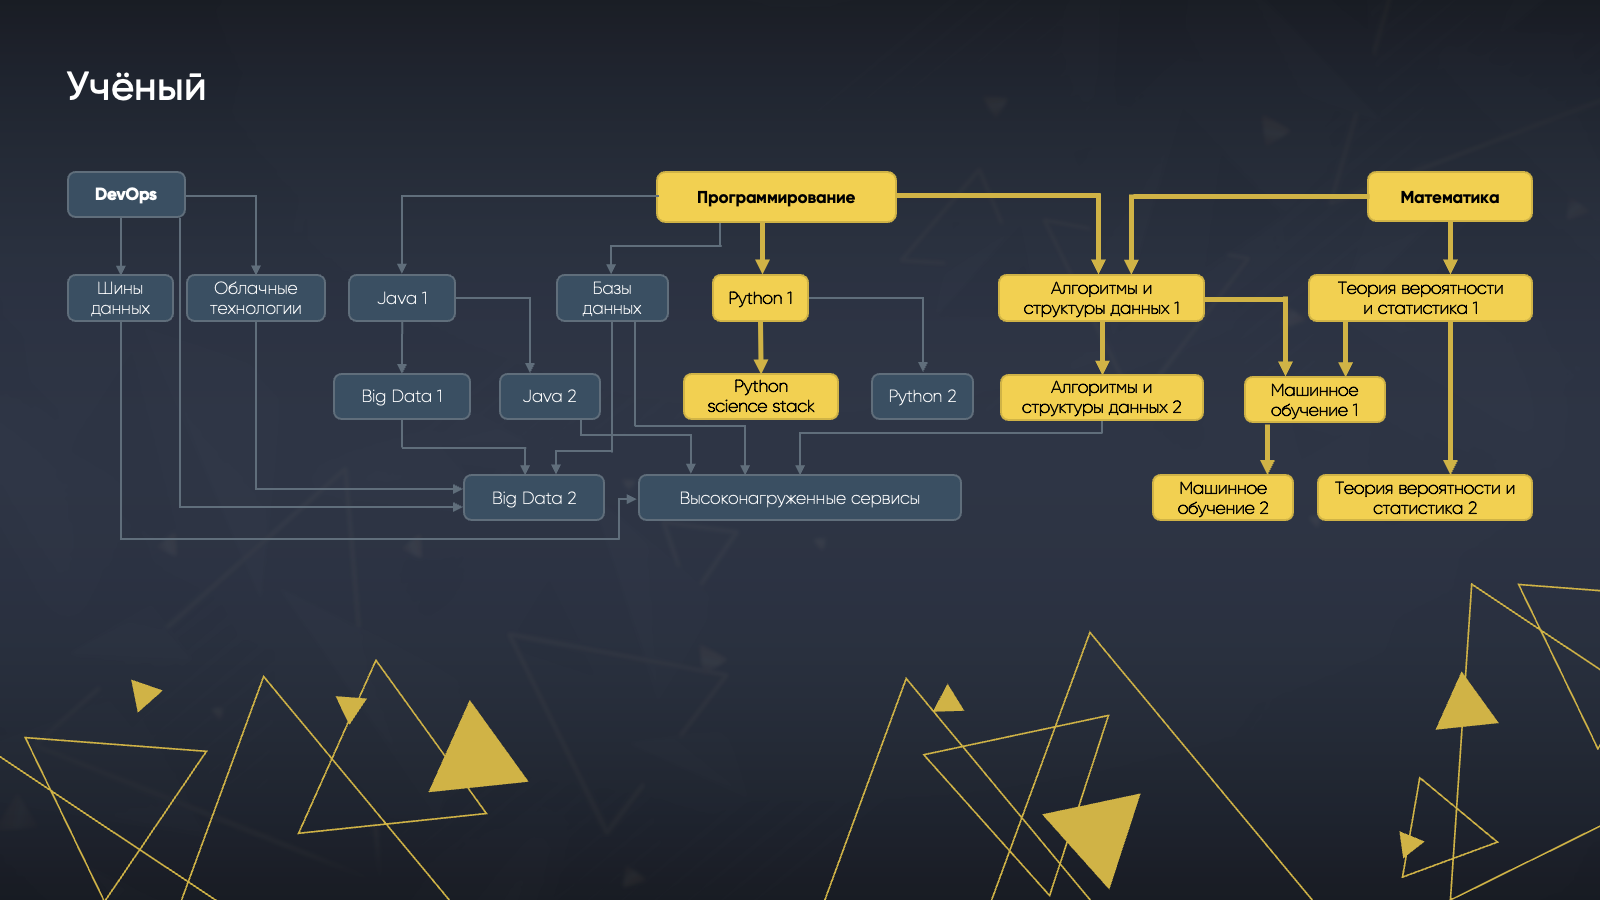 Учёный
DevOps
Программирование
Математика
Шины
данных
Облачные
технологии
Java 1
Базы
данных
Python 1
Алгоритмы и
структуры данных 1
Теория вероятности
и статистика 1
Big Data 1
Java 2
Python
science stack
Python 2
Алгоритмы и
структуры данных 2
Машинное
обучение 1
Big Data 2
Высоконагруженные сервисы
Машинное
обучение 2
Теория вероятности и
статистика 2